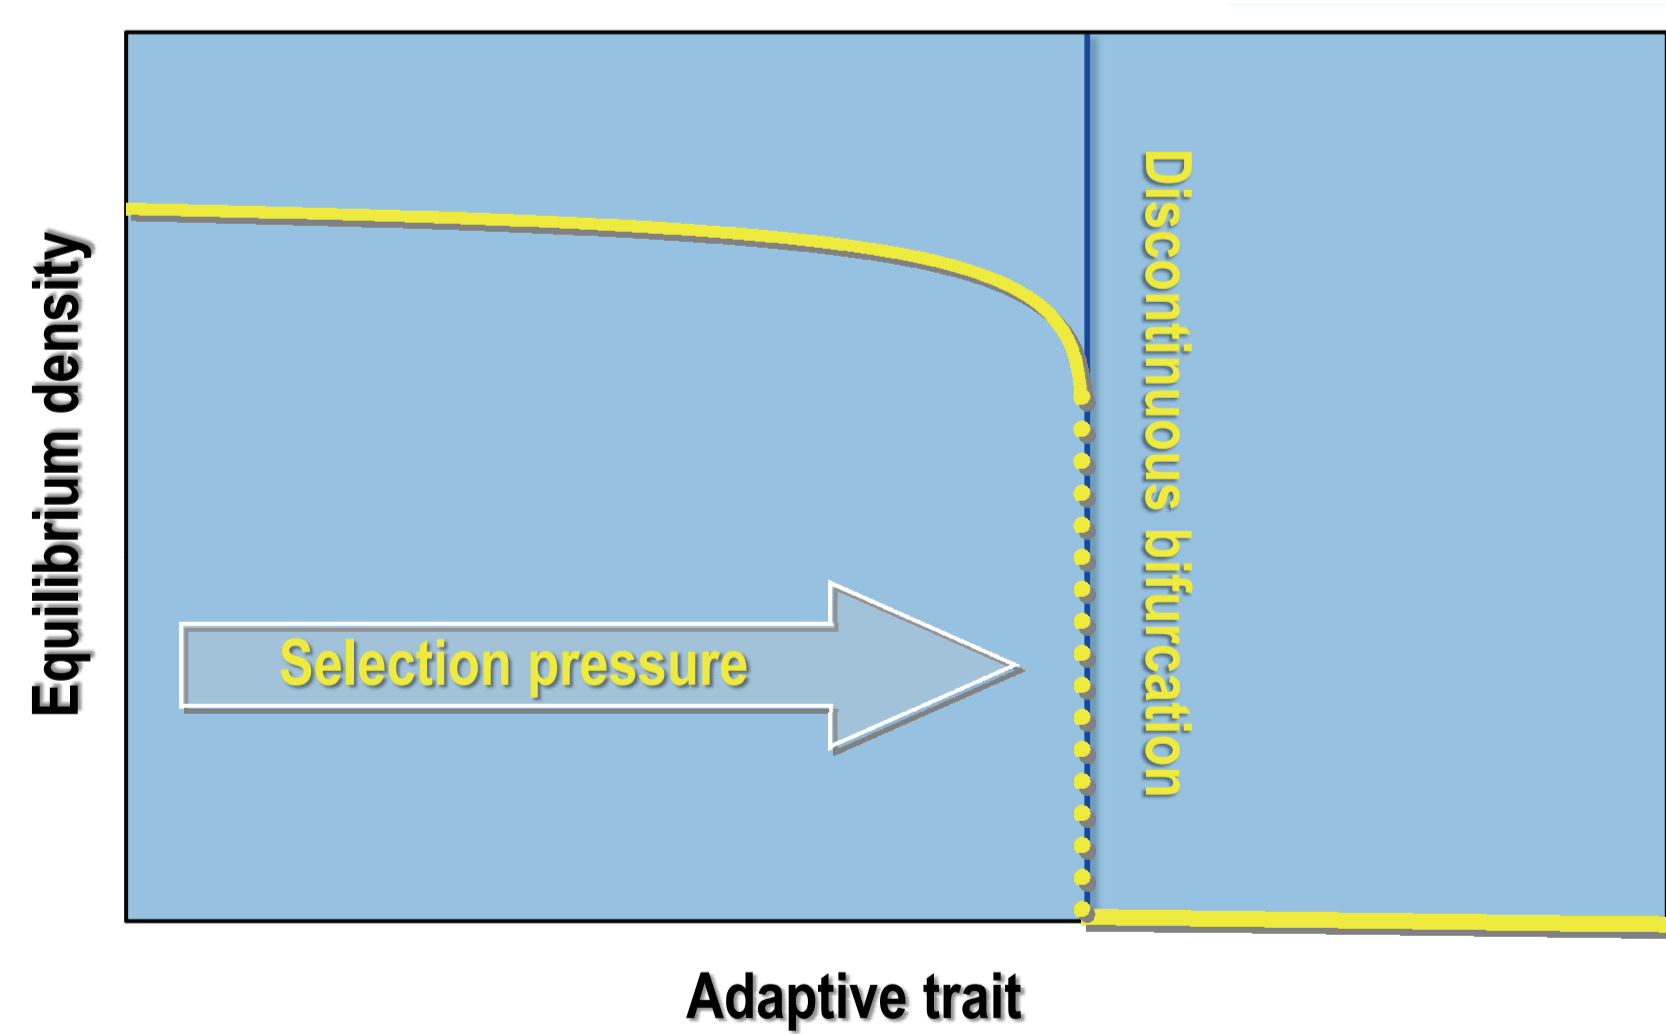 Equilibrium density
Selection pressure
Discontinuous bifurcation
Adaptive trait